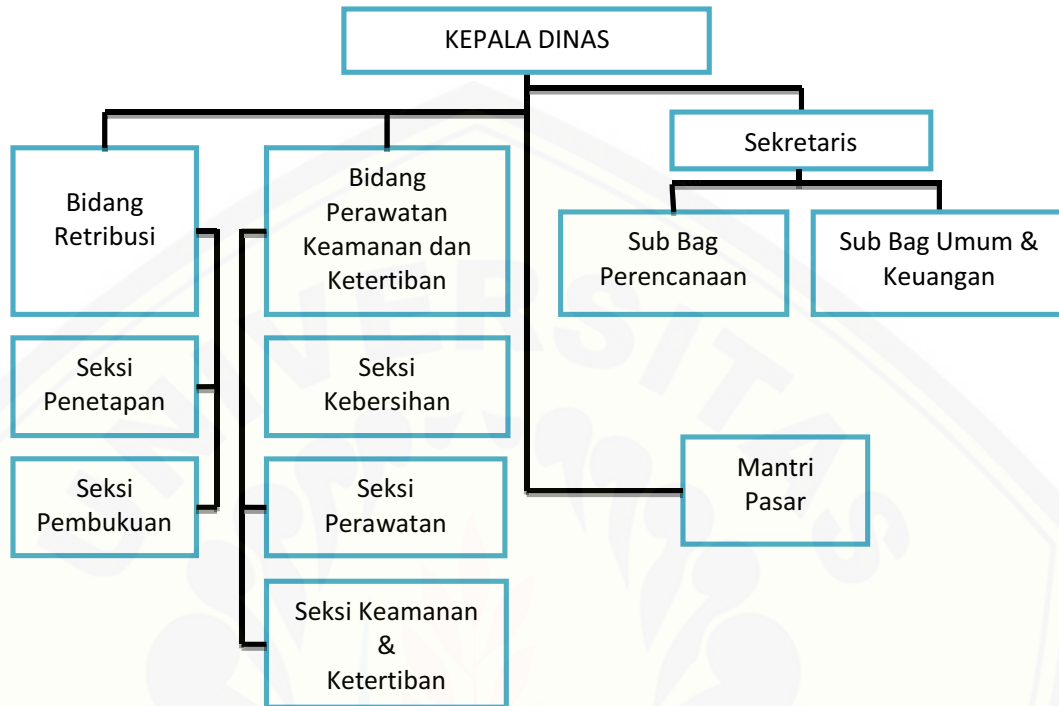 KEPALA DINAS
Sekretaris
Bidang
Retribusi
Bidang
Perawatan
Keamanan dan
Ketertiban
Sub Bag
Perencanaan
Sub Bag Umum &
Keuangan
Seksi
Penetapan
Seksi
Kebersihan
Seksi
Pembukuan
Seksi
Perawatan
Mantri
Pasar
Seksi Keamanan
&
Ketertiban
UNIVERSITAS